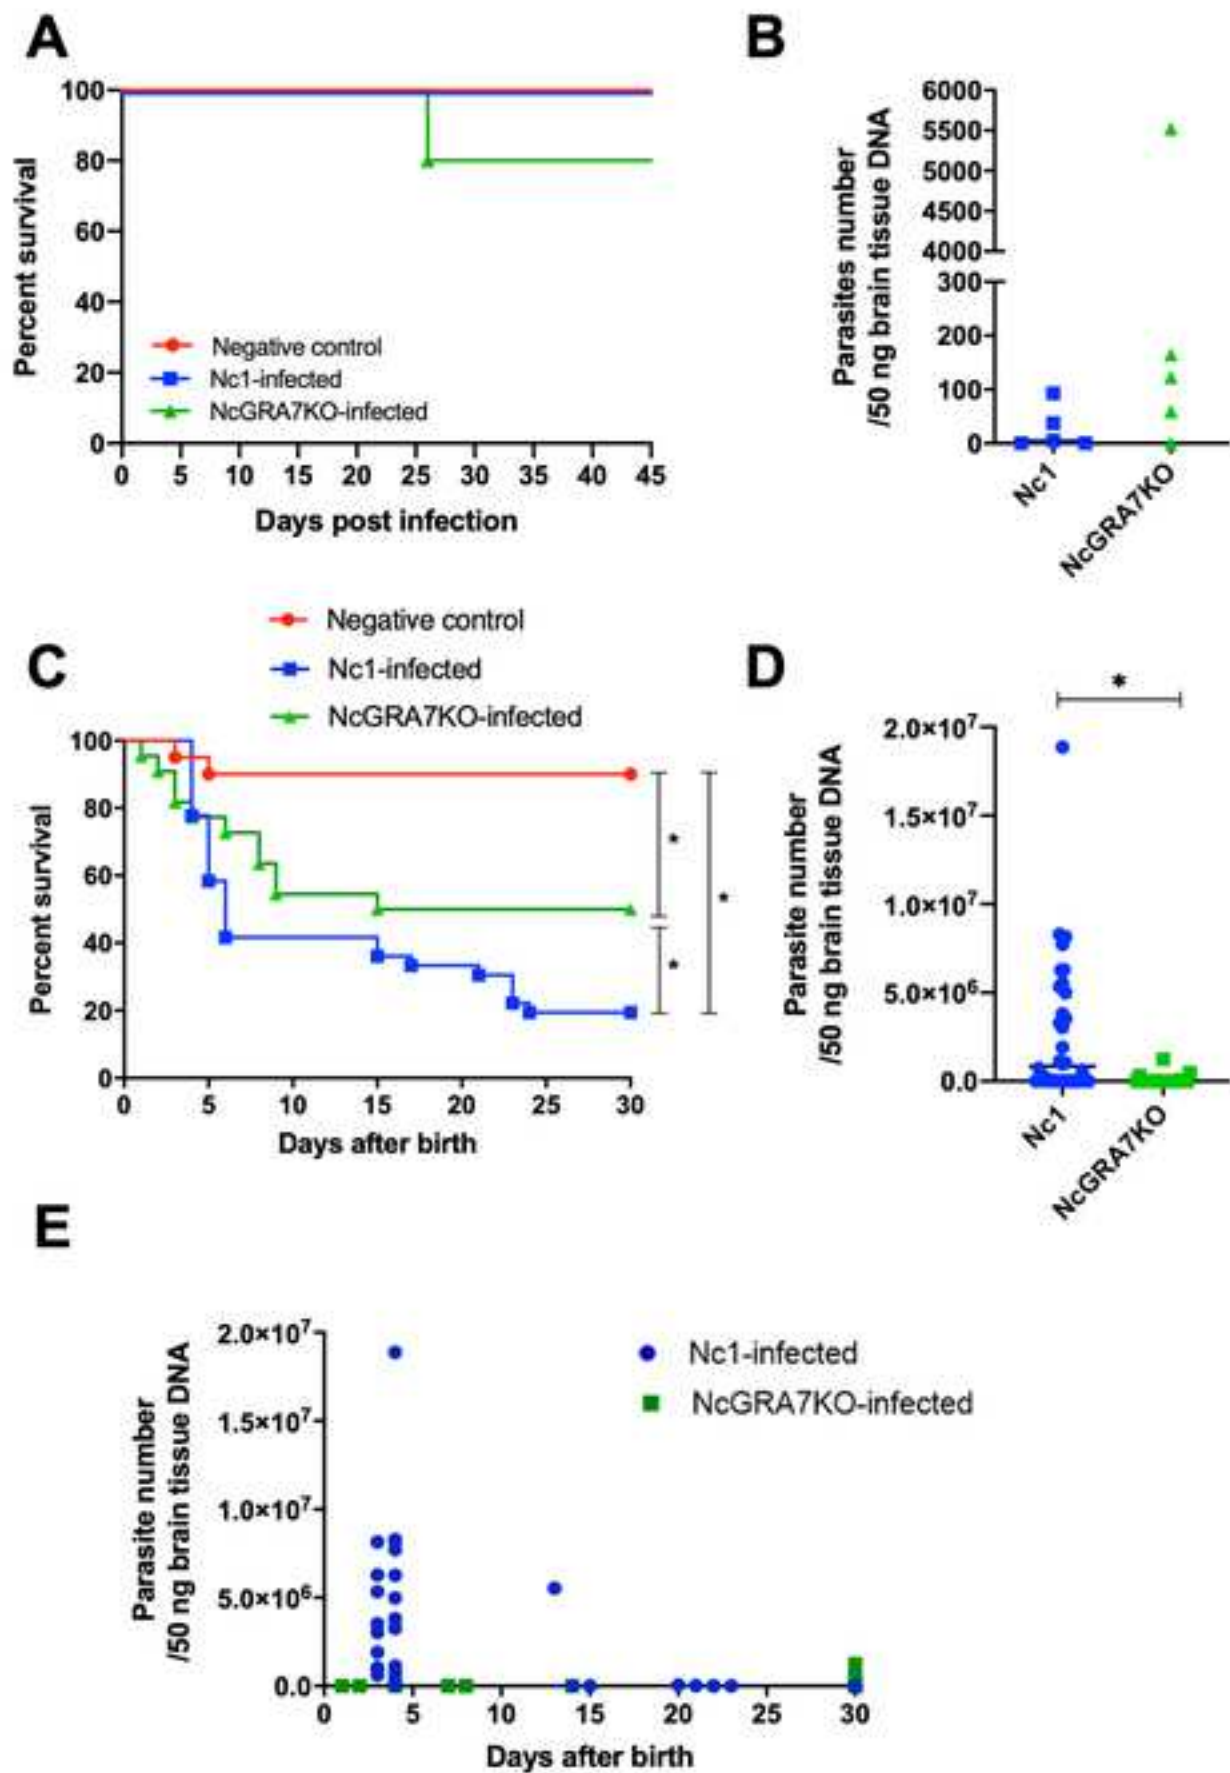 A
Percent survival
100
80
60
40
20
0
Negative control
Nc1-infected
NcGRA7KO-infected
0 5 10 15 20 25 30 35 40 45
Days post infection
B
Parasites number
/50 ng brain tissue DNA
6000
5500
5000
4500
4000
300
200
100
0
Nc1
NcGRA7KO
C
Negative control
Nc1-infected
NcGRA7KO-infected
Percent survival
100
80
60
40
20
0
0 5 10 15 20 25 30
Days after birth
*
*
*
D
*
Parasite number
/50 ng brain tissue DNA
2.0×10⁷
1.5×10⁷
1.0×10⁷
5.0×10⁶
0.0
Nc1
NcGRA7KO
E
Parasite number
/50 ng brain tissue DNA
2.0×10⁷
1.5×10⁷
1.0×10⁷
5.0×10⁶
0.0
Nc1-infected
NcGRA7KO-infected
0 5 10 15 20 25 30
Days after birth